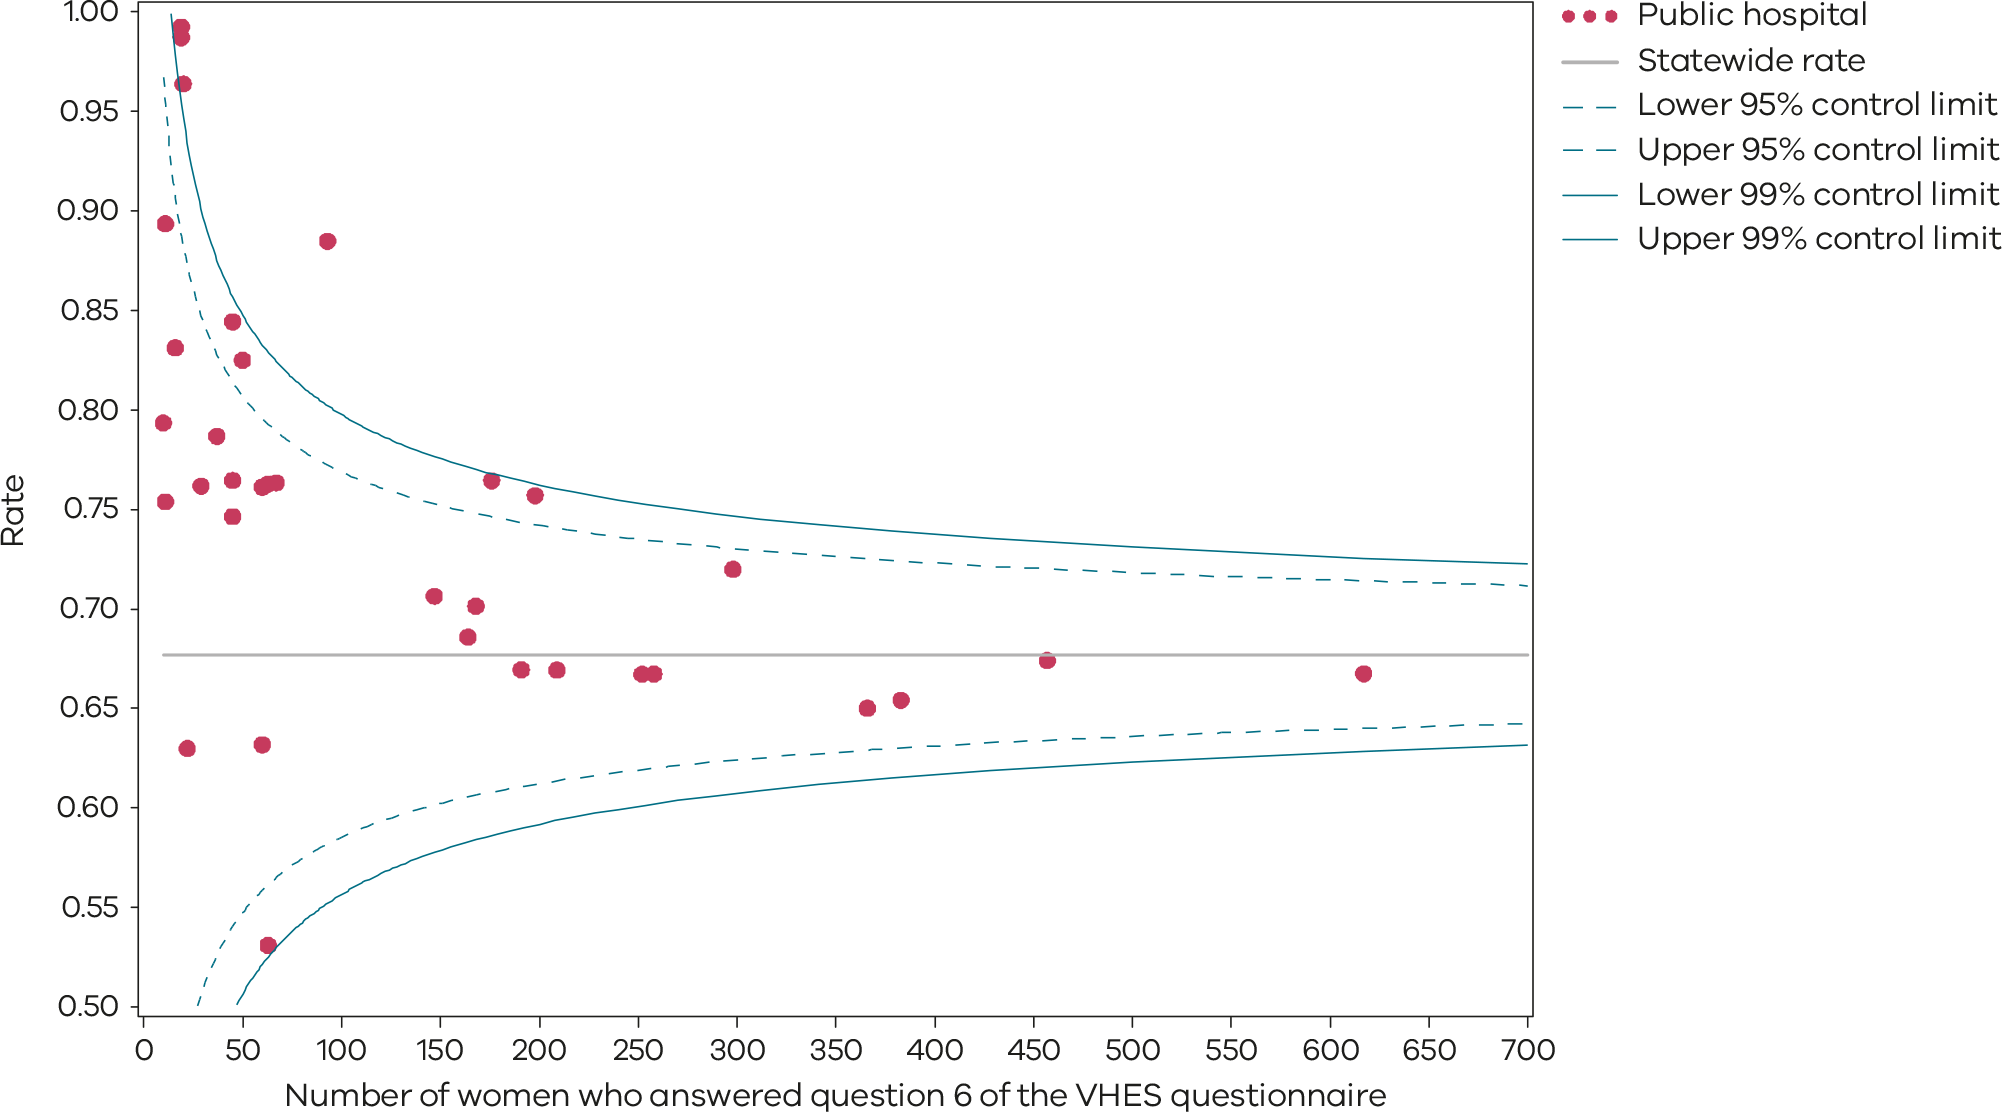 1.00
0.95
0.90
0.85
0.80
0.75
0.70
0.65
0.60
0.55
0.50
Rate
0 50 100 150 200 250 300 350 400 450 500 550 600 650 700
Number of women who answered question 6 of the VHES questionnaire
Public hospital
Statewide rate
Lower 95% control limit
Upper 95% control limit
Lower 99% control limit
Upper 99% control limit